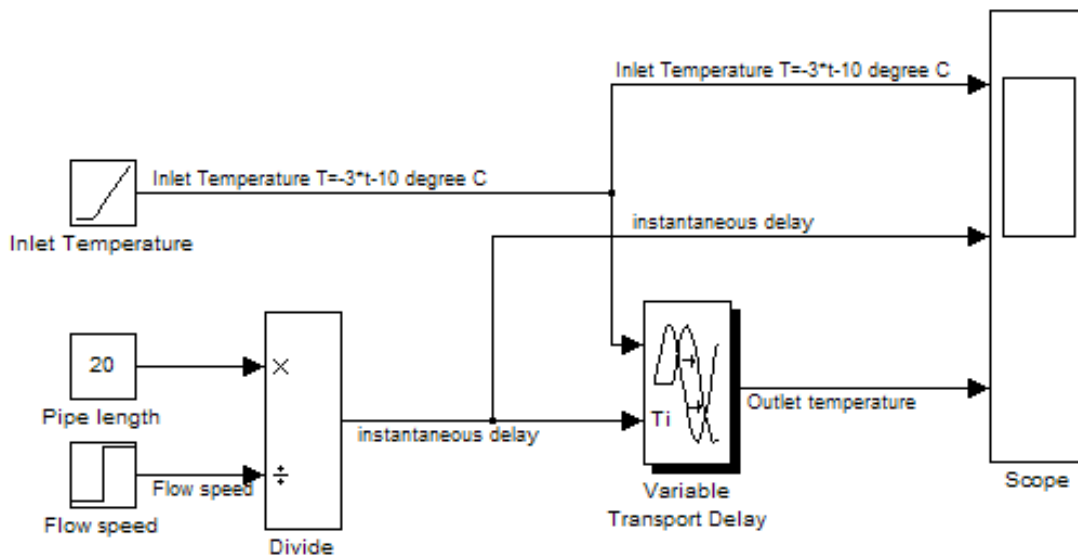 Inlet Temperature T=-3*t-10 degree C
Inlet Temperature T=-3*t-10 degree C
Inlet Temperature
instantaneous delay
20
Pipe length
×
÷
instantaneous delay
Flow speed
Flow speed
Divide
Ti
Outlet temperature
Variable
Transport Delay
Scope